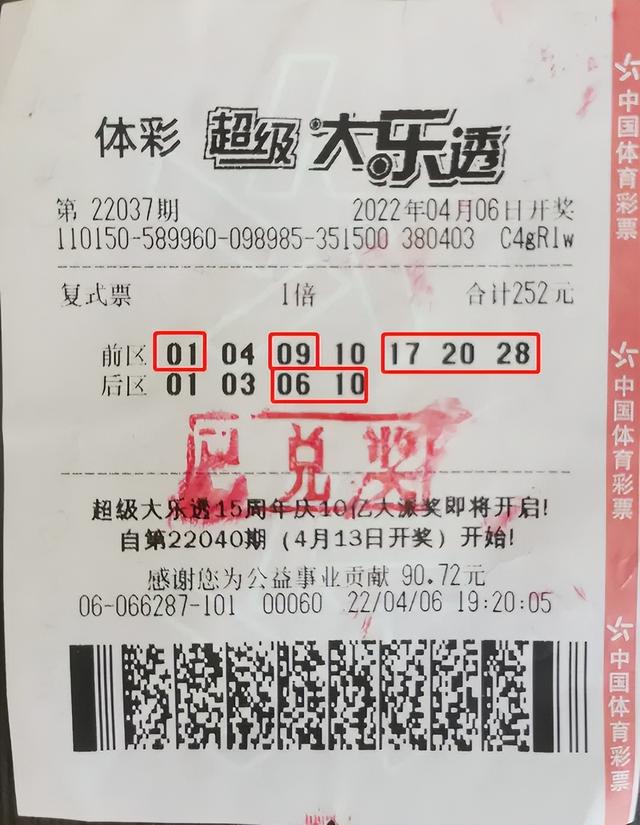 体彩 超级大乐透
第 22037期 2022年04月06日开奖
110150-589960-098985-351500 380403 C4gRlw
复式票 1倍 合计252元
前区 01 04 09 10 17 20 28
后区 01 03 06 10
已兑奖
超级大乐透15周年庆10亿大派奖即将开启!
自第22040期（4月13日开奖）开始!
感谢您为公益事业贡献 90.72元
06-066287-101 00060 22/04/06 19:20:05
中国体育彩票
中国体育彩票
中国体育彩票